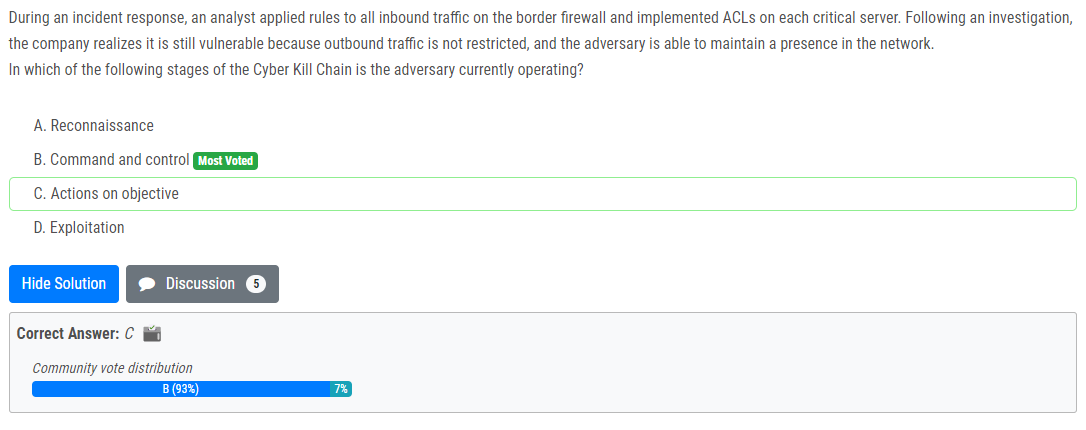 During an incident response, an analyst applied rules to all inbound traffic on the border firewall and implemented ACLs on each critical server. Following an investigation,
the company realizes it is still vulnerable because outbound traffic is not restricted, and the adversary is able to maintain a presence in the network.
In which of the following stages of the Cyber Kill Chain is the adversary currently operating?
A. Reconnaissance
B. Command and control Most Voted
C. Actions on objective
D. Exploitation
Hide Solution Discussion 5
Correct Answer: C
Community vote distribution
B (93%) 7%